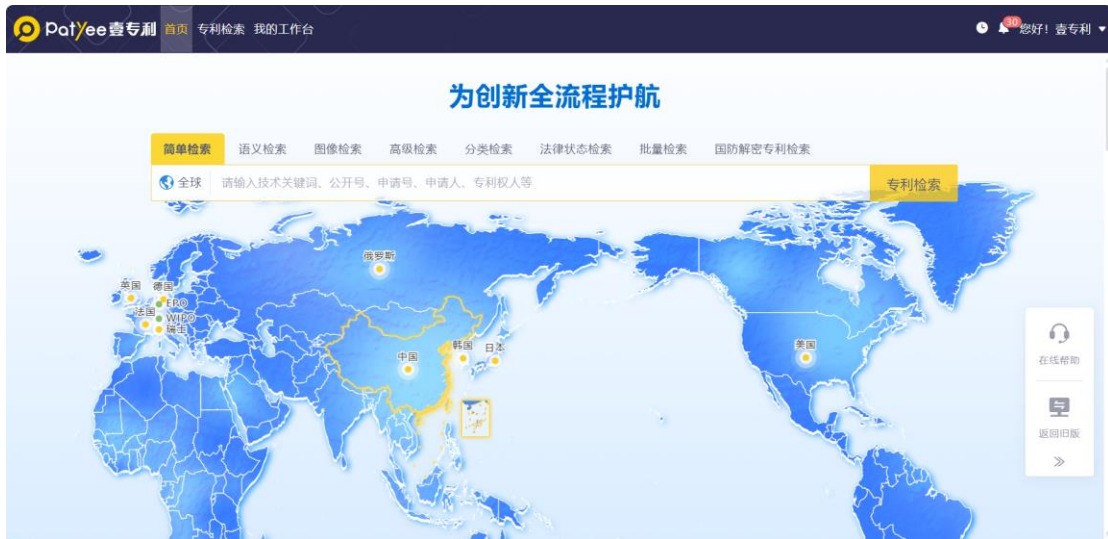 PatYee壹专利 首页 专利检索 我的工作台 30 您好！壹专利
为创新全流程护航
简单检索 语义检索 图像检索 高级检索 分类检索 法律状态检索 批量检索 国防解密专利检索
全球 请输入技术关键词、公开号、申请号、申请人、专利权人等 专利检索
俄罗斯
英国 德国
EPO
法国 WIPO
瑞士
中国 韩国 日本 美国
在线帮助
返回旧版